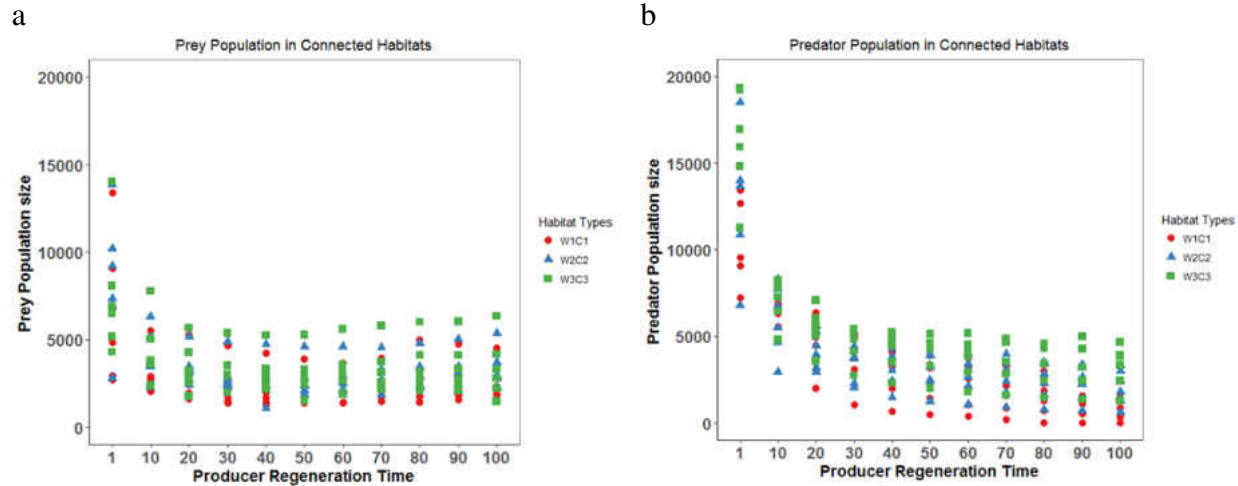 a
Prey Population in Connected Habitats
20000
15000
10000
5000
0
Prey Population size
1 10 20 30 40 50 60 70 80 90 100
Producer Regeneration Time
Habitat Types
W1C1
W2C2
W3C3
b
Predator Population in Connected Habitats
20000
15000
10000
5000
0
Predator Population size
1 10 20 30 40 50 60 70 80 90 100
Producer Regeneration Time
Habitat Types
W1C1
W2C2
W3C3